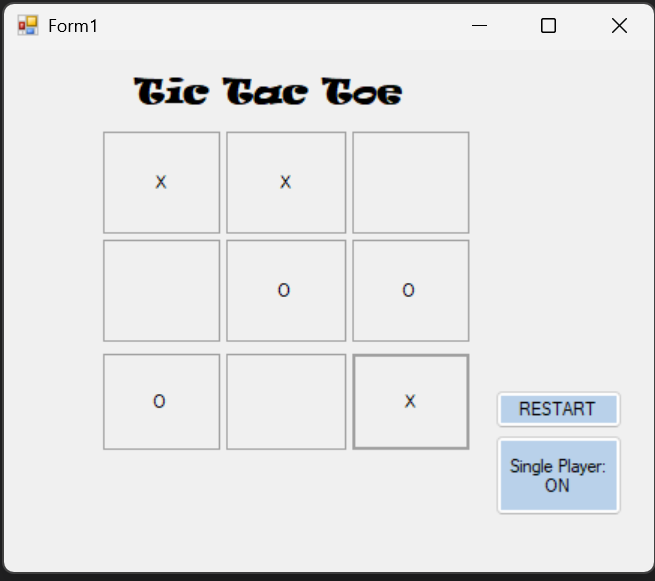 Form1
Tic Tac Toe
X X
O O
O X
RESTART
Single Player:
ON